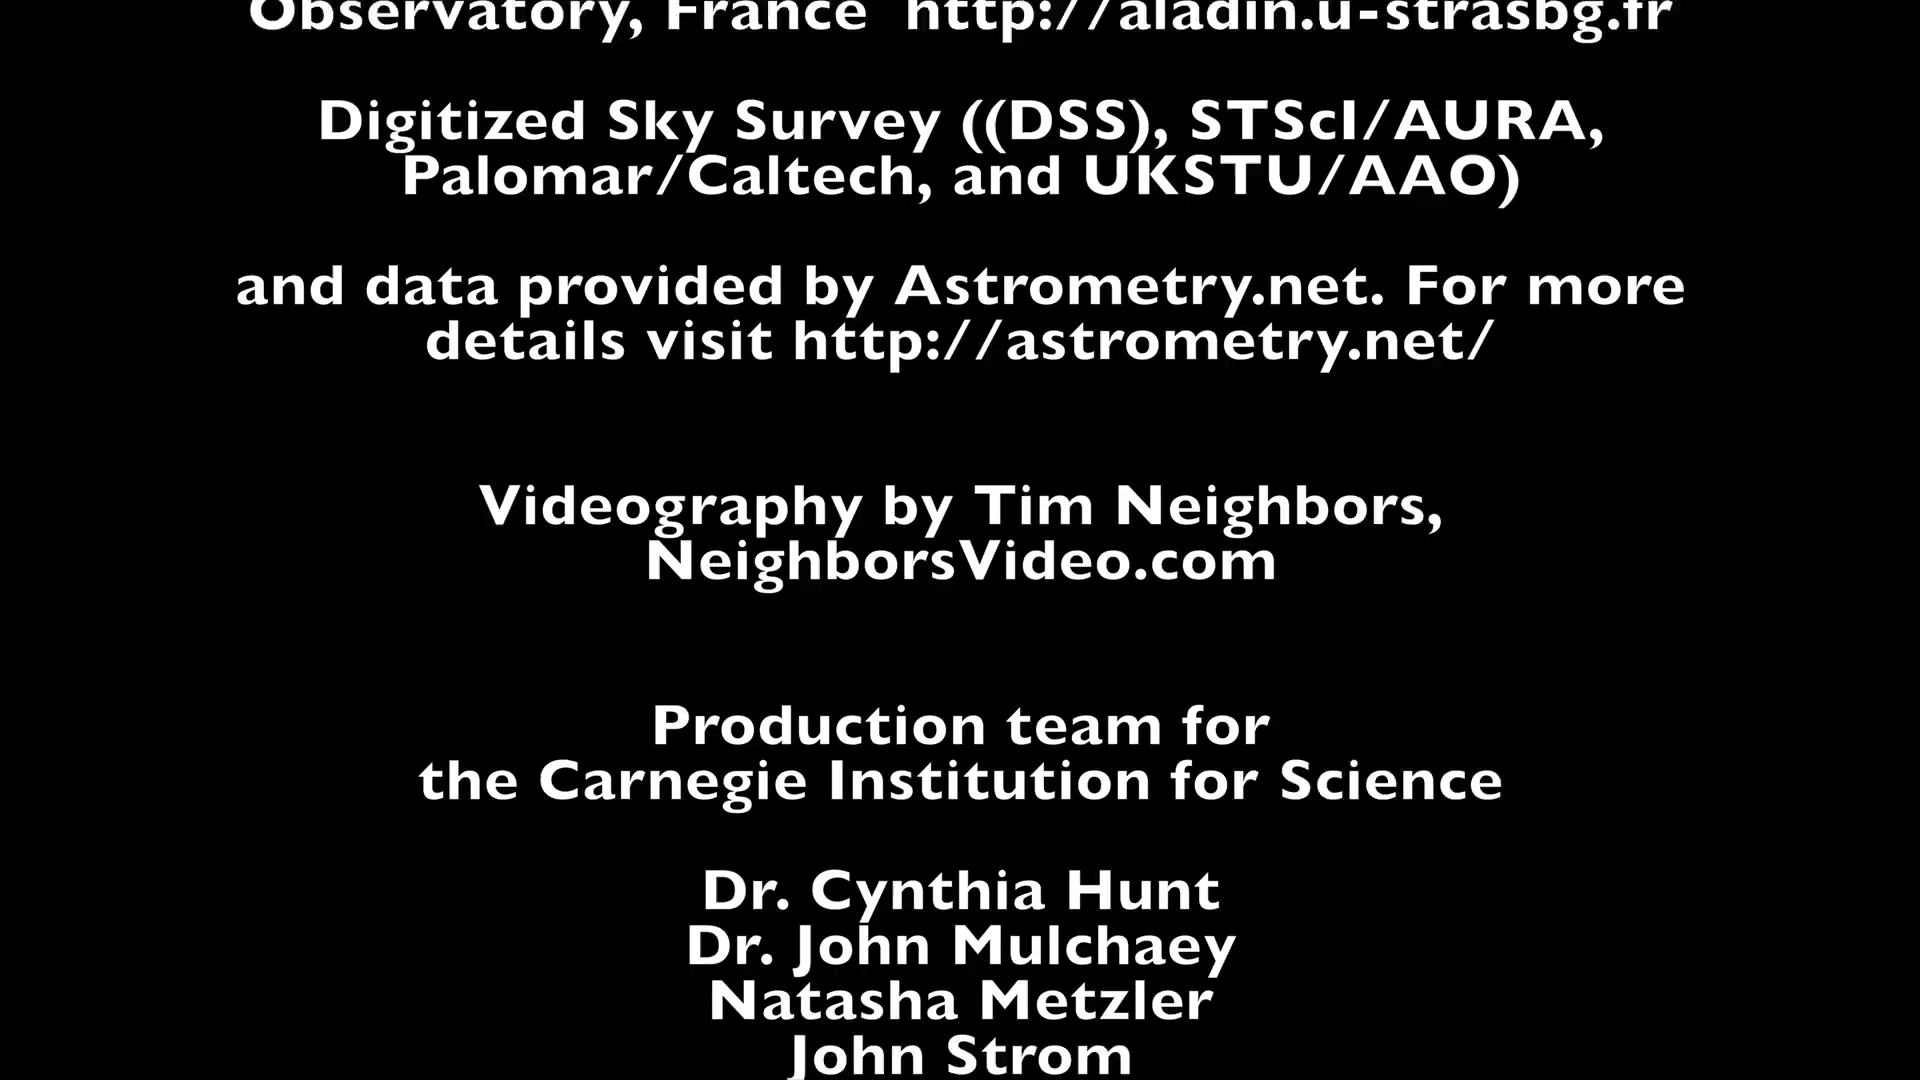 Observatory, France http://aladin.u-strasbg.fr
Digitized Sky Survey ((DSS), STScI/AURA,
Palomar/Caltech, and UKSTU/AAO)
and data provided by Astrometry.net. For more
details visit http://astrometry.net/
Videography by Tim Neighbors,
NeighborsVideo.com
Production team for
the Carnegie Institution for Science
Dr. Cynthia Hunt
Dr. John Mulchaey
Natasha Metzler
John Strom